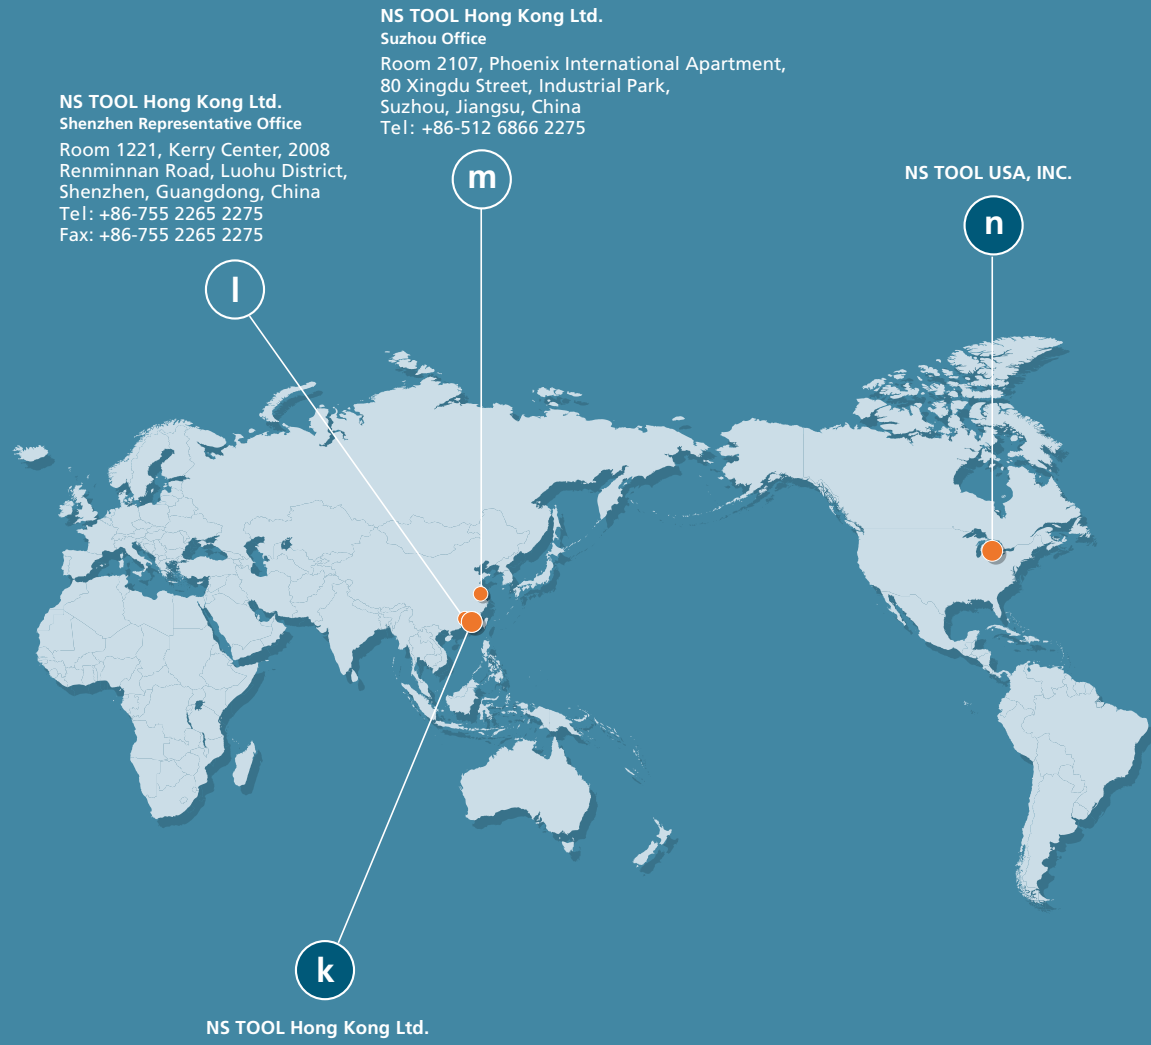 NS TOOL Hong Kong Ltd.
Suzhou Office
Room 2107, Phoenix International Apartment,
80 Xingdu Street, Industrial Park,
Suzhou, Jiangsu, China
Tel: +86-512 6866 2275
m
NS TOOL Hong Kong Ltd.
Shenzhen Representative Office
Room 1221, Kerry Center, 2008
Renminnan Road, Luohu District,
Shenzhen, Guangdong, China
Tel: +86-755 2265 2275
Fax: +86-755 2265 2275
l
NS TOOL USA, INC.
n
k
NS TOOL Hong Kong Ltd.